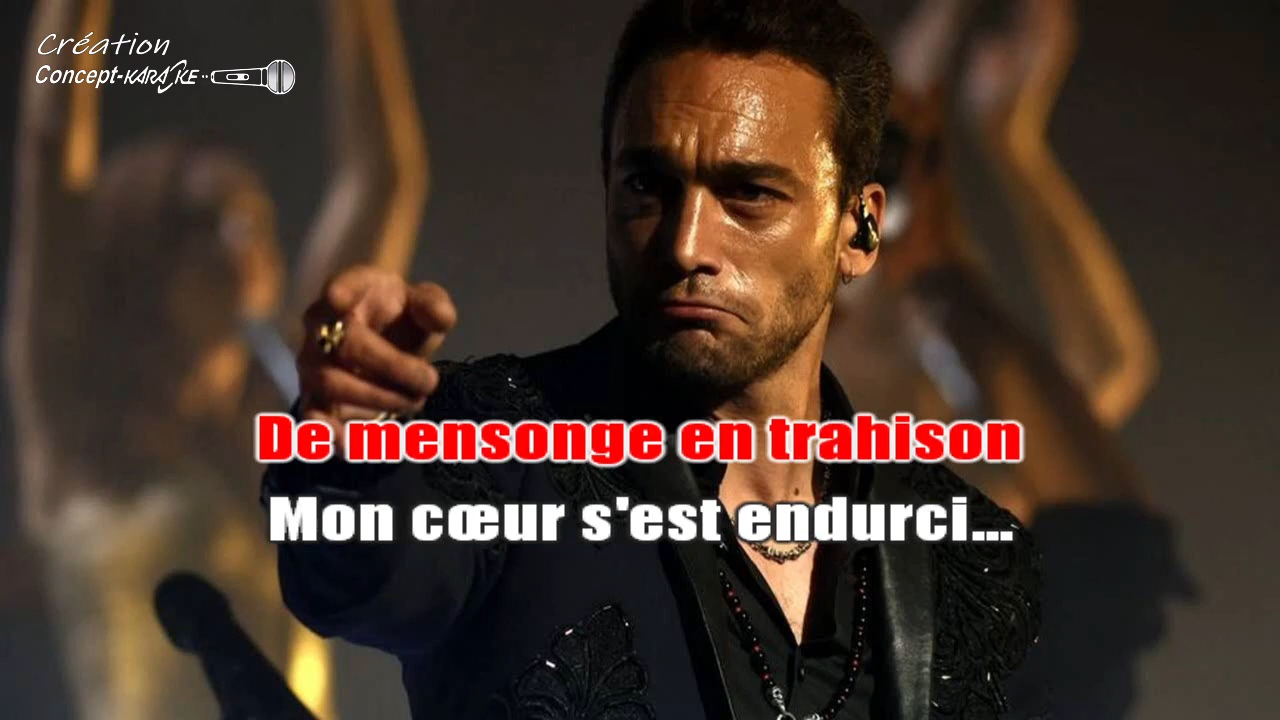 Création
Concept-KARAOKE
De mensonge en trahison
Mon cœur s'est endurci...